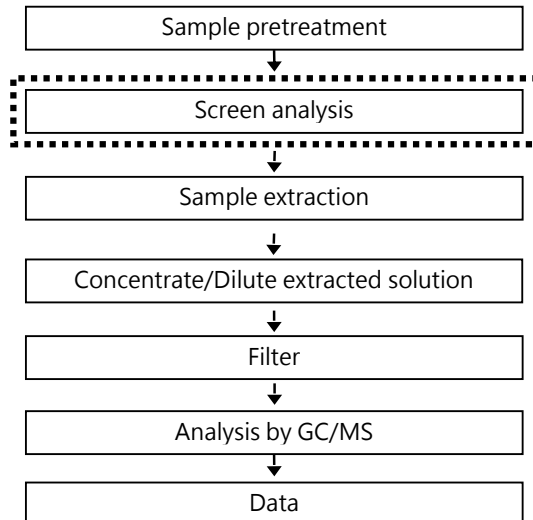 Sample pretreatment
Screen analysis
Sample extraction
Concentrate/Dilute extracted solution
Filter
Analysis by GC/MS
Data